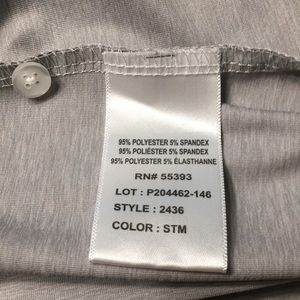 95% POLYESTER 5% SPANDEX
95% POLIÉSTER 5% SPANDEX
95% POLYESTER 5% ÉLASTHANNE
RN# 55393
LOT : P204462-146
STYLE : 2436
COLOR : STM